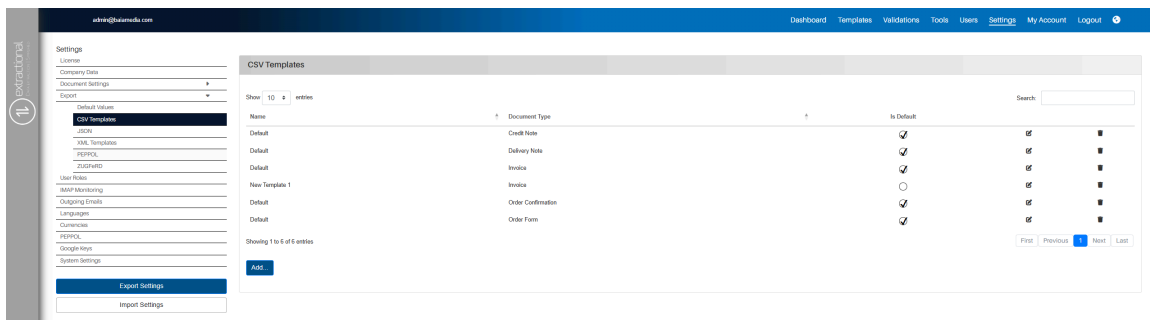 admin@baiamedia.com
Dashboard Templates Validations Tools Users Settings My Account Logout
extractional
Settings
License
Company Data
Document Settings
Export
Default Values
CSV Templates
JSON
XML Templates
PEPPOL
ZUGFeRD
User Roles
IMAP Monitoring
Outgoing Emails
Languages
Currencies
PEPPOL
Google Keys
System Settings
Export Settings
Import Settings
CSV Templates
Show 10 entries Search:
Name Document Type Is Default
Default Credit Note
Default Delivery Note
Default Invoice
New Template 1 Invoice
Default Order Confirmation
Default Order Form
Showing 1 to 6 of 6 entries First Previous 1 Next Last
Add...